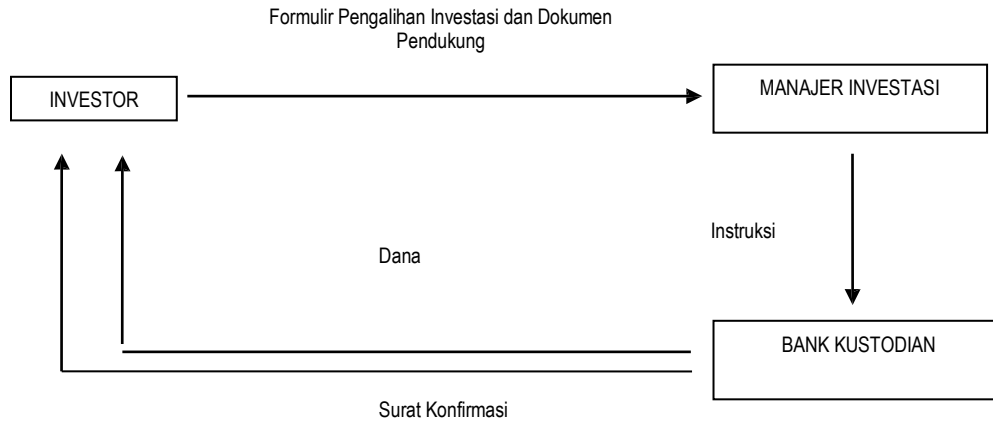 Formulir Pengalihan Investasi dan Dokumen
Pendukung
INVESTOR
MANAJER INVESTASI
Instruksi
Dana
BANK KUSTODIAN
Surat Konfirmasi